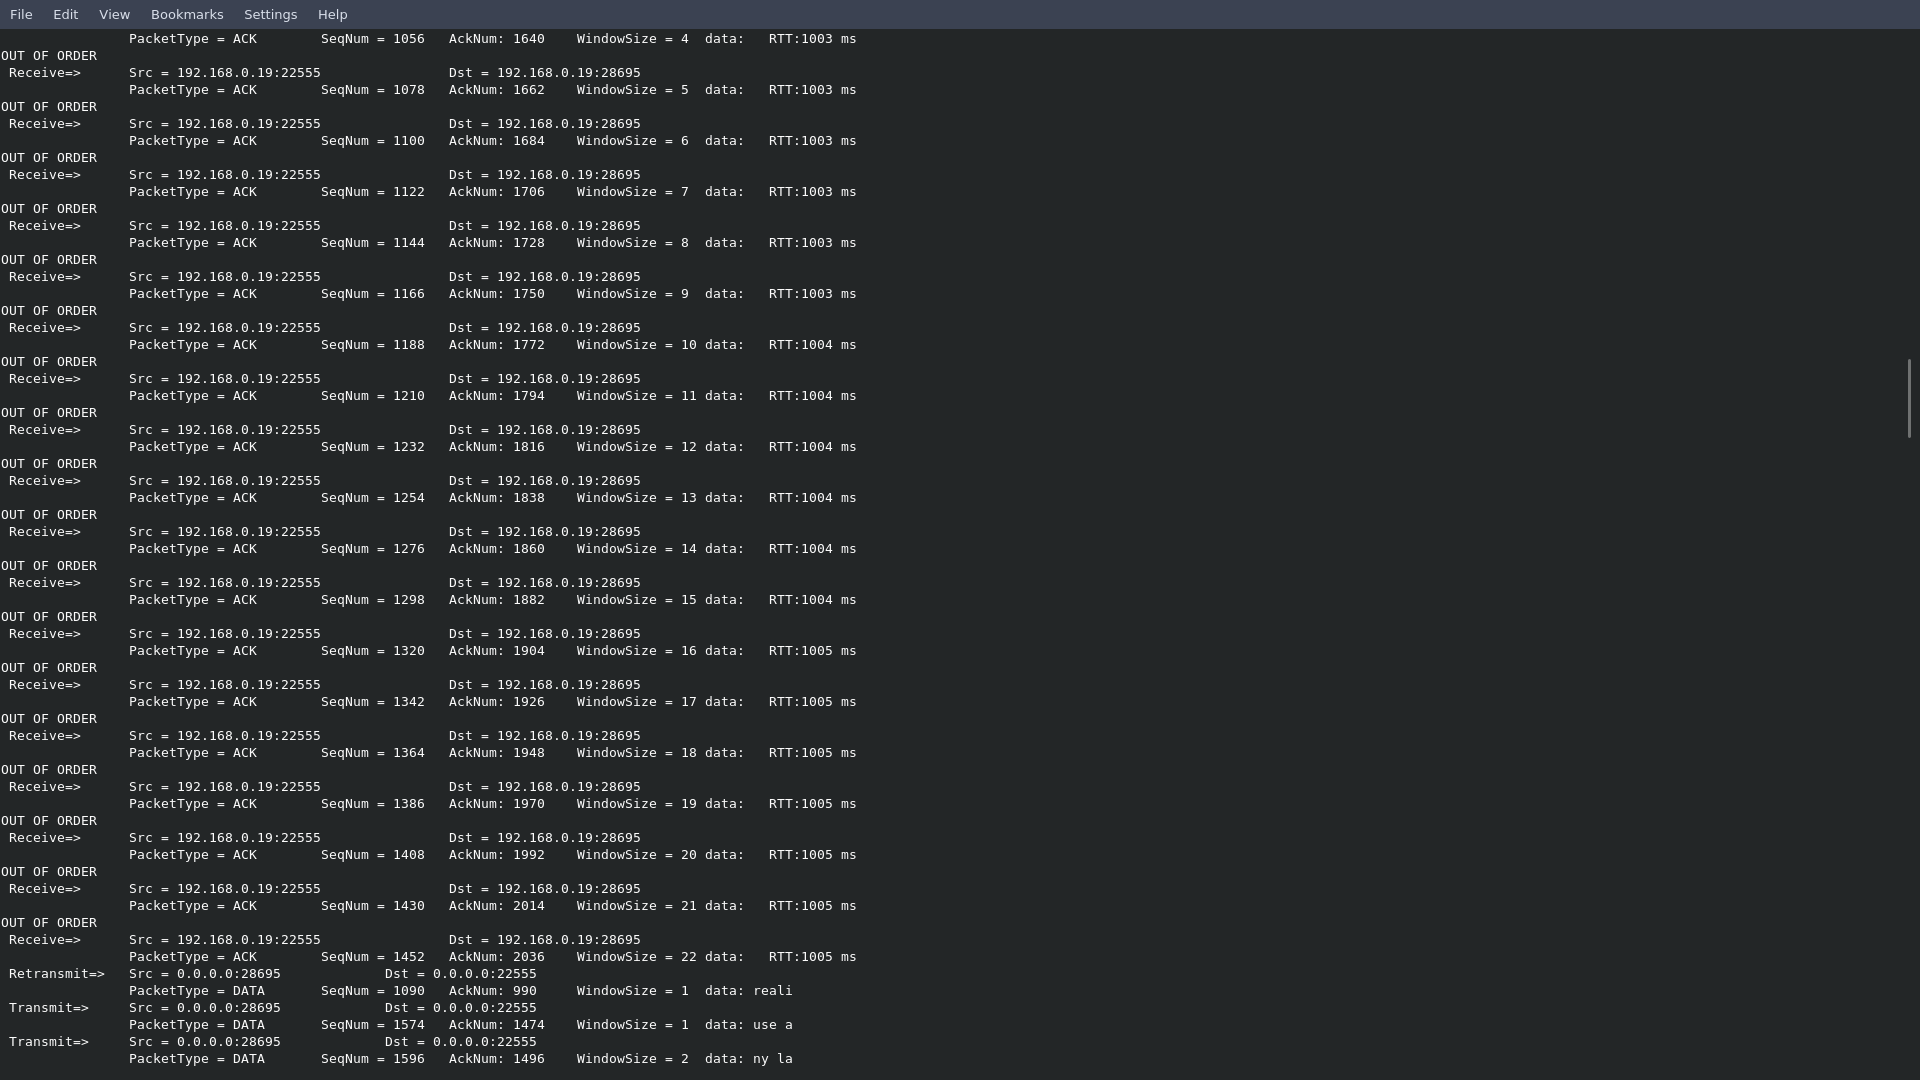 File Edit View Bookmarks Settings Help
PacketType = ACK SeqNum = 1056 AckNum: 1640 WindowSize = 4 data: RTT:1003 ms
OUT OF ORDER
Receive=> Src = 192.168.0.19:22555 Dst = 192.168.0.19:28695
PacketType = ACK SeqNum = 1078 AckNum: 1662 WindowSize = 5 data: RTT:1003 ms
OUT OF ORDER
Receive=> Src = 192.168.0.19:22555 Dst = 192.168.0.19:28695
PacketType = ACK SeqNum = 1100 AckNum: 1684 WindowSize = 6 data: RTT:1003 ms
OUT OF ORDER
Receive=> Src = 192.168.0.19:22555 Dst = 192.168.0.19:28695
PacketType = ACK SeqNum = 1122 AckNum: 1706 WindowSize = 7 data: RTT:1003 ms
OUT OF ORDER
Receive=> Src = 192.168.0.19:22555 Dst = 192.168.0.19:28695
PacketType = ACK SeqNum = 1144 AckNum: 1728 WindowSize = 8 data: RTT:1003 ms
OUT OF ORDER
Receive=> Src = 192.168.0.19:22555 Dst = 192.168.0.19:28695
PacketType = ACK SeqNum = 1166 AckNum: 1750 WindowSize = 9 data: RTT:1003 ms
OUT OF ORDER
Receive=> Src = 192.168.0.19:22555 Dst = 192.168.0.19:28695
PacketType = ACK SeqNum = 1188 AckNum: 1772 WindowSize = 10 data: RTT:1004 ms
OUT OF ORDER
Receive=> Src = 192.168.0.19:22555 Dst = 192.168.0.19:28695
PacketType = ACK SeqNum = 1210 AckNum: 1794 WindowSize = 11 data: RTT:1004 ms
OUT OF ORDER
Receive=> Src = 192.168.0.19:22555 Dst = 192.168.0.19:28695
PacketType = ACK SeqNum = 1232 AckNum: 1816 WindowSize = 12 data: RTT:1004 ms
OUT OF ORDER
Receive=> Src = 192.168.0.19:22555 Dst = 192.168.0.19:28695
PacketType = ACK SeqNum = 1254 AckNum: 1838 WindowSize = 13 data: RTT:1004 ms
OUT OF ORDER
Receive=> Src = 192.168.0.19:22555 Dst = 192.168.0.19:28695
PacketType = ACK SeqNum = 1276 AckNum: 1860 WindowSize = 14 data: RTT:1004 ms
OUT OF ORDER
Receive=> Src = 192.168.0.19:22555 Dst = 192.168.0.19:28695
PacketType = ACK SeqNum = 1298 AckNum: 1882 WindowSize = 15 data: RTT:1004 ms
OUT OF ORDER
Receive=> Src = 192.168.0.19:22555 Dst = 192.168.0.19:28695
PacketType = ACK SeqNum = 1320 AckNum: 1904 WindowSize = 16 data: RTT:1005 ms
OUT OF ORDER
Receive=> Src = 192.168.0.19:22555 Dst = 192.168.0.19:28695
PacketType = ACK SeqNum = 1342 AckNum: 1926 WindowSize = 17 data: RTT:1005 ms
OUT OF ORDER
Receive=> Src = 192.168.0.19:22555 Dst = 192.168.0.19:28695
PacketType = ACK SeqNum = 1364 AckNum: 1948 WindowSize = 18 data: RTT:1005 ms
OUT OF ORDER
Receive=> Src = 192.168.0.19:22555 Dst = 192.168.0.19:28695
PacketType = ACK SeqNum = 1386 AckNum: 1970 WindowSize = 19 data: RTT:1005 ms
OUT OF ORDER
Receive=> Src = 192.168.0.19:22555 Dst = 192.168.0.19:28695
PacketType = ACK SeqNum = 1408 AckNum: 1992 WindowSize = 20 data: RTT:1005 ms
OUT OF ORDER
Receive=> Src = 192.168.0.19:22555 Dst = 192.168.0.19:28695
PacketType = ACK SeqNum = 1430 AckNum: 2014 WindowSize = 21 data: RTT:1005 ms
OUT OF ORDER
Receive=> Src = 192.168.0.19:22555 Dst = 192.168.0.19:28695
PacketType = ACK SeqNum = 1452 AckNum: 2036 WindowSize = 22 data: RTT:1005 ms
Retransmit=> Src = 0.0.0.0:28695 Dst = 0.0.0.0:22555
PacketType = DATA SeqNum = 1090 AckNum: 990 WindowSize = 1 data: reali
Transmit=> Src = 0.0.0.0:28695 Dst = 0.0.0.0:22555
PacketType = DATA SeqNum = 1574 AckNum: 1474 WindowSize = 1 data: use a
Transmit=> Src = 0.0.0.0:28695 Dst = 0.0.0.0:22555
PacketType = DATA SeqNum = 1596 AckNum: 1496 WindowSize = 2 data: ny la